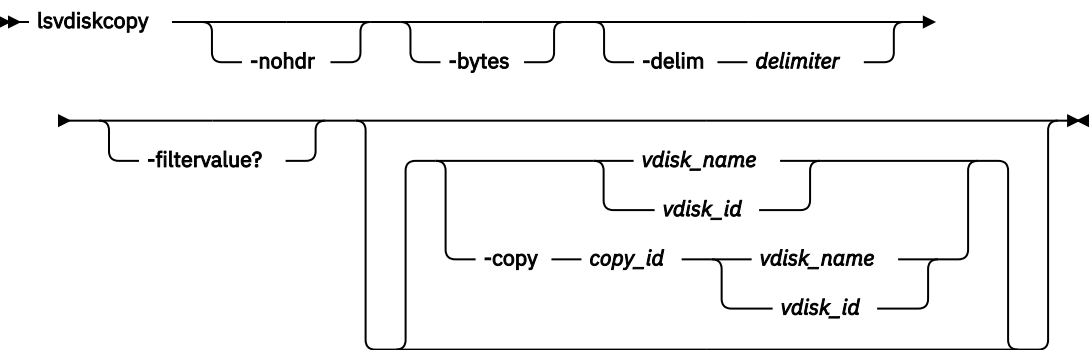 lsvdiskcopy
-nohdr -bytes -delim delimiter
-filtervalue? vdisk_name
vdisk_id
-copy copy_id vdisk_name
vdisk_id